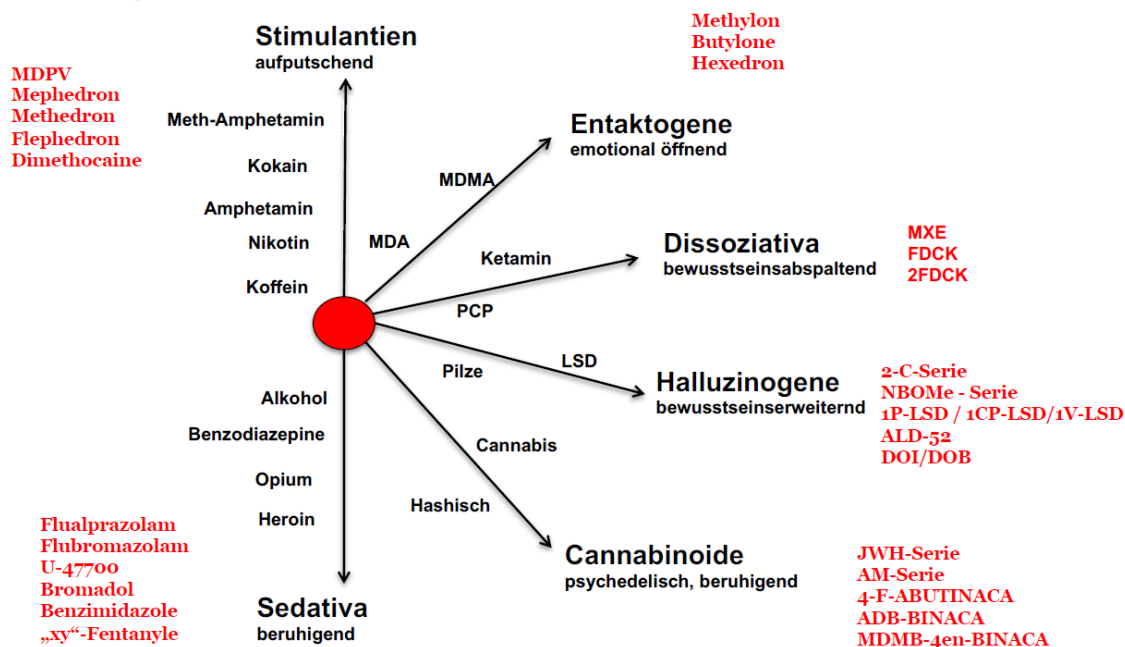 Stimulantien
aufputschend
MDPV
Mephedron
Methedron
Flephedron
Dimethocaine
Meth-Amphetamin
Kokain
Amphetamin
Nikotin
Koffein
Methylon
Butylone
Hexedron
Entaktogene
emotional öffnend
MDMA
MDA
Dissoziativa
bewusstseinsabspaltend
Ketamin
PCP
MXE
FDCK
2FDCK
Halluzinogene
bewusstseinserweiternd
LSD
Pilze
2-C-Serie
NBOMe - Serie
1P-LSD / 1CP-LSD/1V-LSD
ALD-52
DOI/DOB
Cannabis
Hashisch
Cannabinoide
psychedelisch, beruhigend
JWH-Serie
AM-Serie
4-F-ABUTINACA
ADB-BINACA
MDMB-4en-BINACA
Alkohol
Benzodiazepine
Opium
Heroin
Sedativa
beruhigend
Flualprazolam
Flubromazolam
U-47700
Bromadol
Benzimidazole
„xy“-Fentanyle